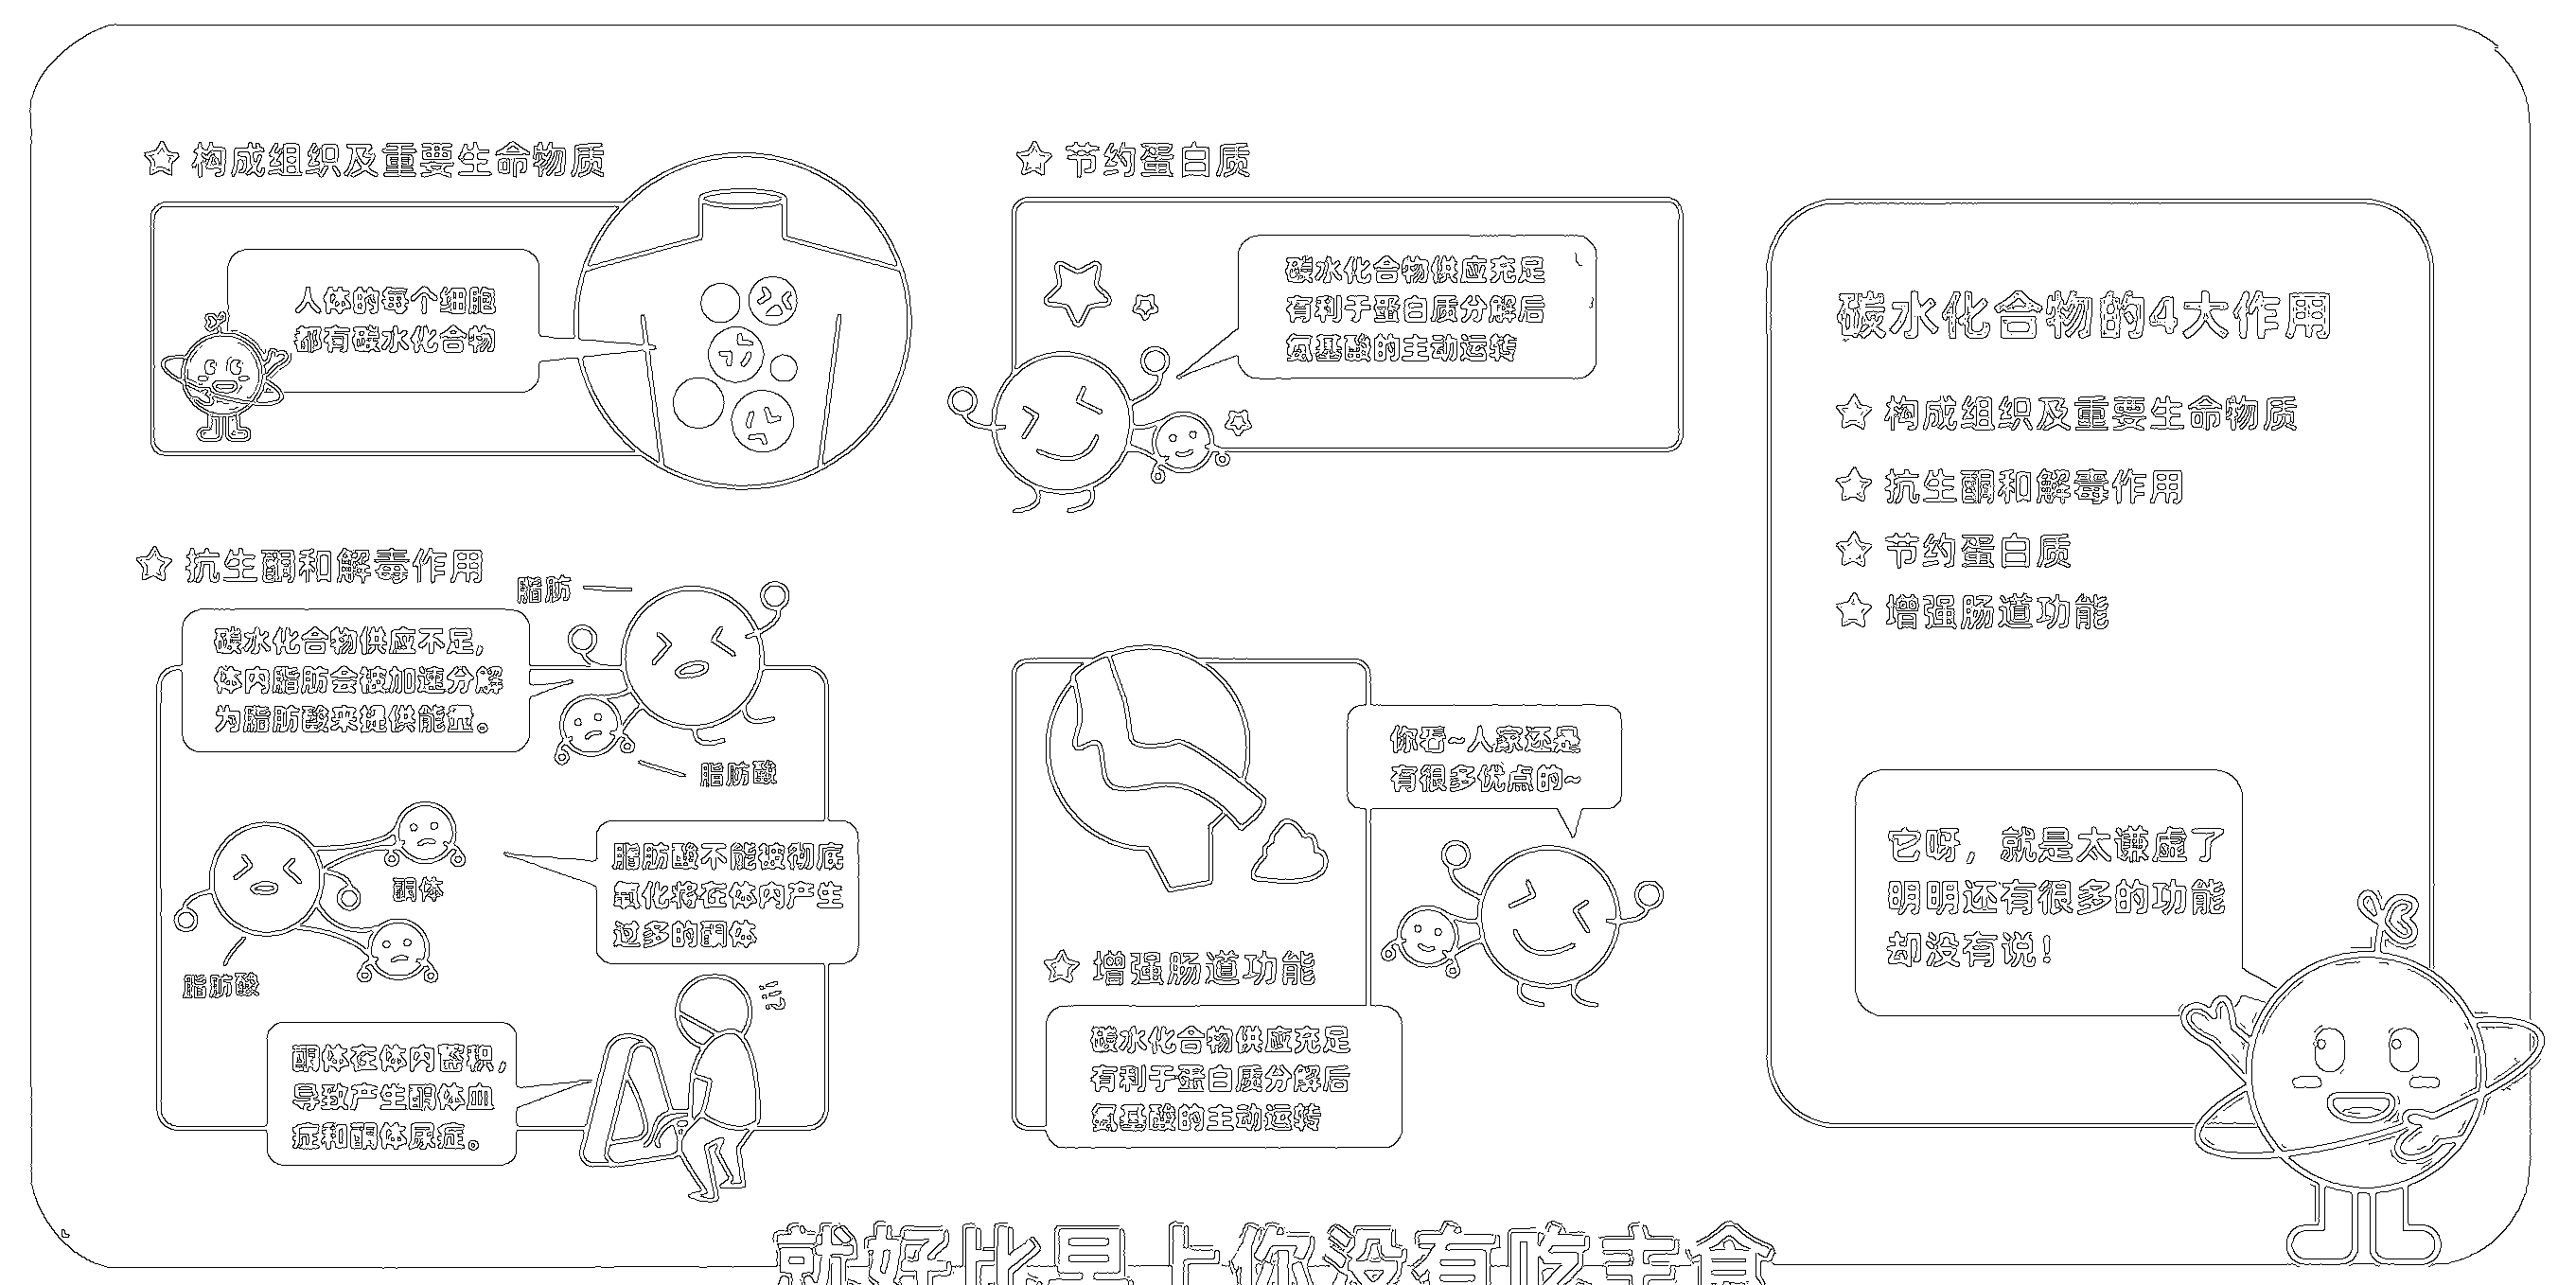 构成组织及重要生命物质
人体的每个细胞
都有碳水化合物
节约蛋白质
碳水化合物供应充足
有利于蛋白质分解后
氨基酸的主动运转
抗生酮和解毒作用
脂肪
碳水化合物供应不足,
体内脂肪会被加速分解
为脂肪酸来提供能量。
脂肪酸
酮体
脂肪酸
脂肪酸不能被彻底
氧化将在体内产生
过多的酮体
酮体在体内蓄积,
导致产生酮体血
症和酮体尿症。
你看~人家还是
有很多优点的~
增强肠道功能
碳水化合物供应充足
有利于蛋白质分解后
氨基酸的主动运转
碳水化合物的4大作用
构成组织及重要生命物质
抗生酮和解毒作用
节约蛋白质
增强肠道功能
它呀，就是太谦虚了
明明还有很多的功能
却没有说!
就好比早上你没有吃主食